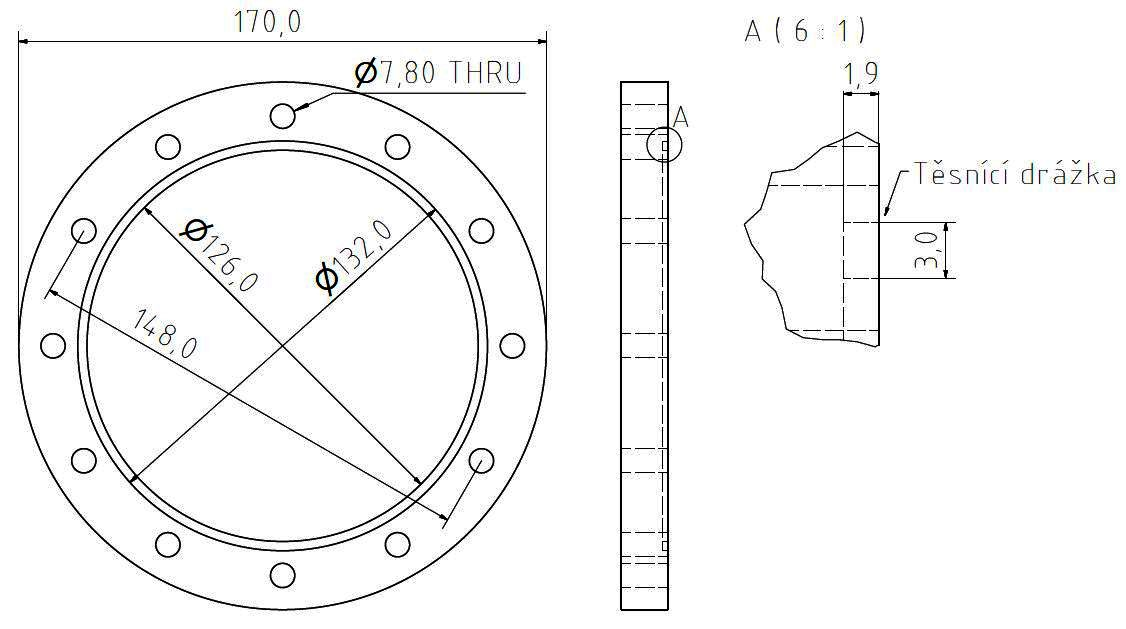 170,0
Ø7,80 THRU
Ø126,0
Ø132,0
148,0
A
A ( 6 : 1 )
1,9
Těsnící drážka
3,0